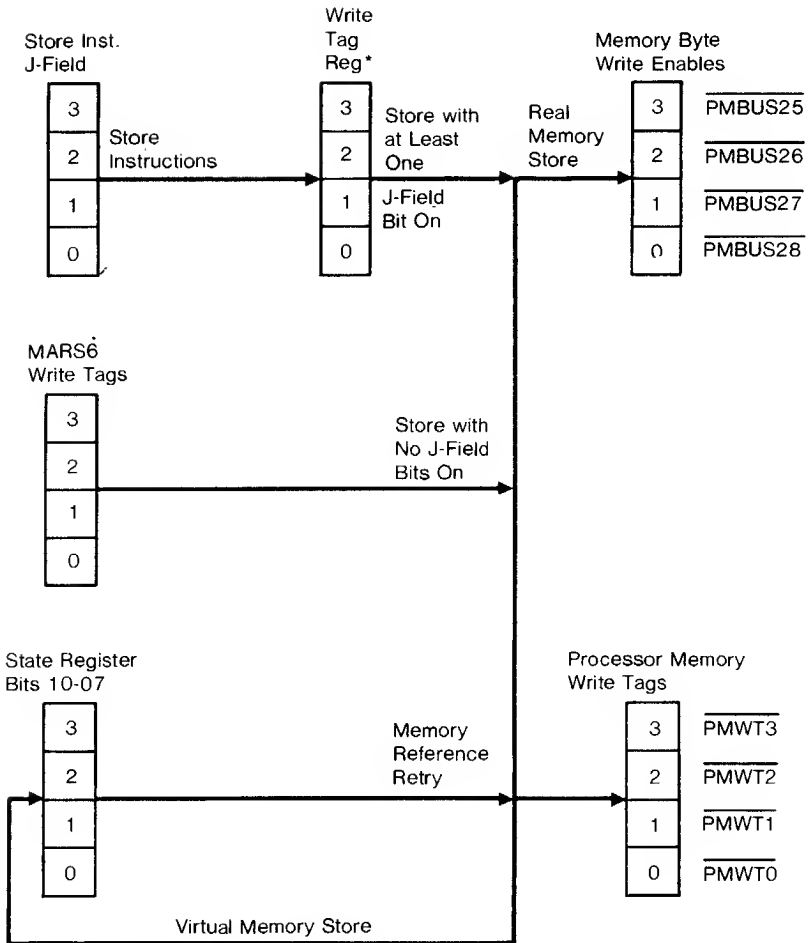 Store Inst.
J-Field
3
2
1
0
Store
Instructions
Write
Tag
Reg*
3
2
1
0
Store with
at Least
One
J-Field
Bit On
Real
Memory
Store
Memory Byte
Write Enables
3
2
1
0
PMBUS25
PMBUS26
PMBUS27
PMBUS28
MARS6
Write Tags
3
2
1
0
Store with
No J-Field
Bits On
State Register
Bits 10-07
3
2
1
0
Memory
Reference
Retry
Processor Memory
Write Tags
3
2
1
0
PMWT3
PMWT2
PMWT1
PMWT0
Virtual Memory Store